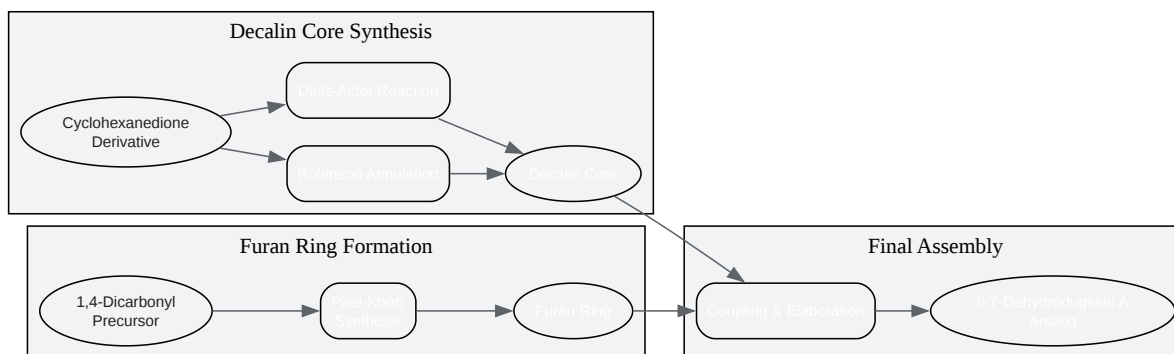 Decalin Core Synthesis
Diels-Alder Reaction
Cyclohexanedione
Derivative
Robinson Annulation
Decalin Core
Furan Ring Formation
1,4-Dicarbonyl
Precursor
Paal-Knorr
Synthesis
Furan Ring
Final Assembly
Coupling & Elaboration
6,7-Dehydrodugesin A
Analog